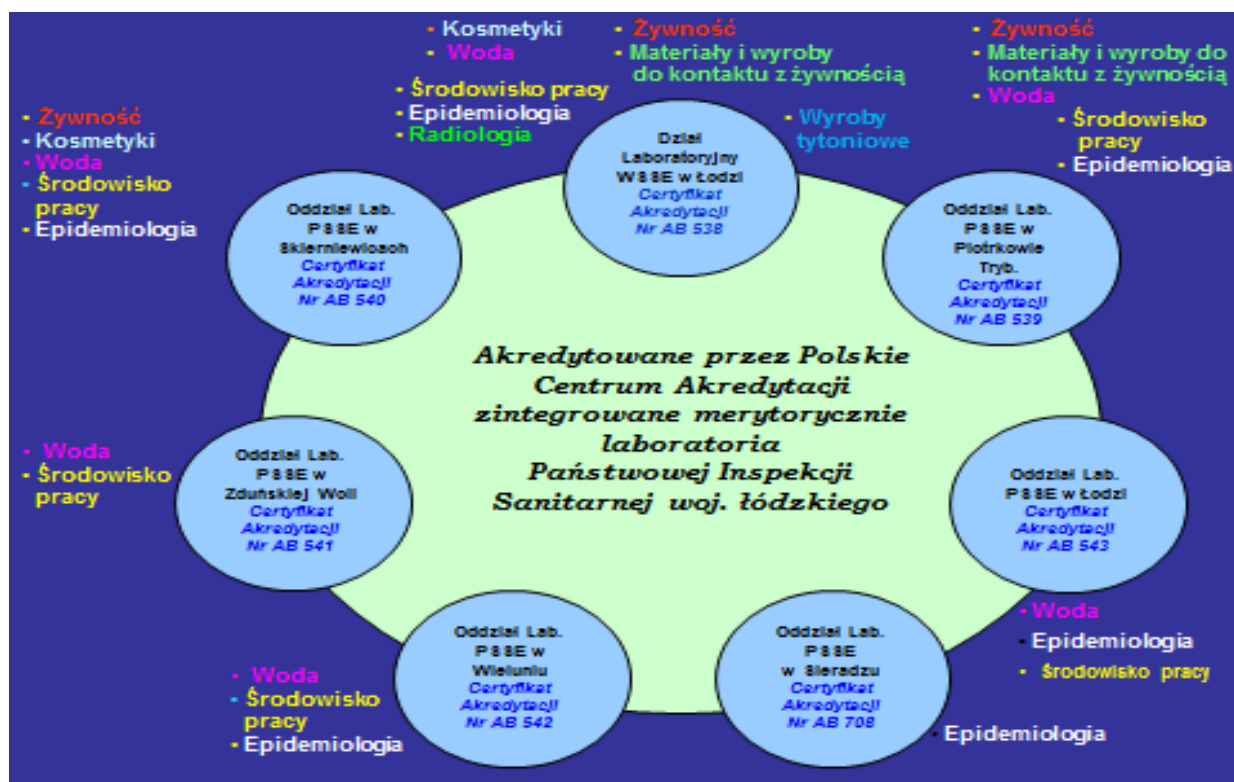 - Kosmetyki
- Woda
- Środowisko pracy
- Epidemiologia
- Radiologia
- Żywność
- Materiały i wyroby
do kontaktu z żywnością
- Wyroby
tytoniowe
Dział
Laboratoryjny
WSSE w Łodzi
Certyfikat
Akredytacji
Nr AB 538
- Żywność
- Materiały i wyroby do
kontaktu z żywnością
- Woda
- Środowisko
pracy
- Epidemiologia
Oddział Lab.
PSSE w
Piotrkowie
Tryb.
Certyfikat
Akredytacji
Nr AB 539
- Żywność
- Kosmetyki
- Woda
- Środowisko
pracy
- Epidemiologia
Oddział Lab.
PSSE w
Skierniewicach
Certyfikat
Akredytacji
Nr AB 540
Akredytowane przez Polskie
Centrum Akredytacji
zintegrowane merytorycznie
laboratoria
Państwowej Inspekcji
Sanitarnej woj. łódzkiego
- Woda
- Środowisko
pracy
Oddział Lab.
PSSE w
Zduńskiej Woli
Certyfikat
Akredytacji
Nr AB 541
Oddział Lab.
PSSE w Łodzi
Certyfikat
Akredytacji
Nr AB 543
- Woda
- Epidemiologia
- Środowisko pracy
- Woda
- Środowisko
pracy
- Epidemiologia
Oddział Lab.
PSSE w
Wieluniu
Certyfikat
Akredytacji
Nr AB 542
Oddział Lab.
PSSE
w Sieradzu
Certyfikat
Akredytacji
Nr AB 708
- Epidemiologia